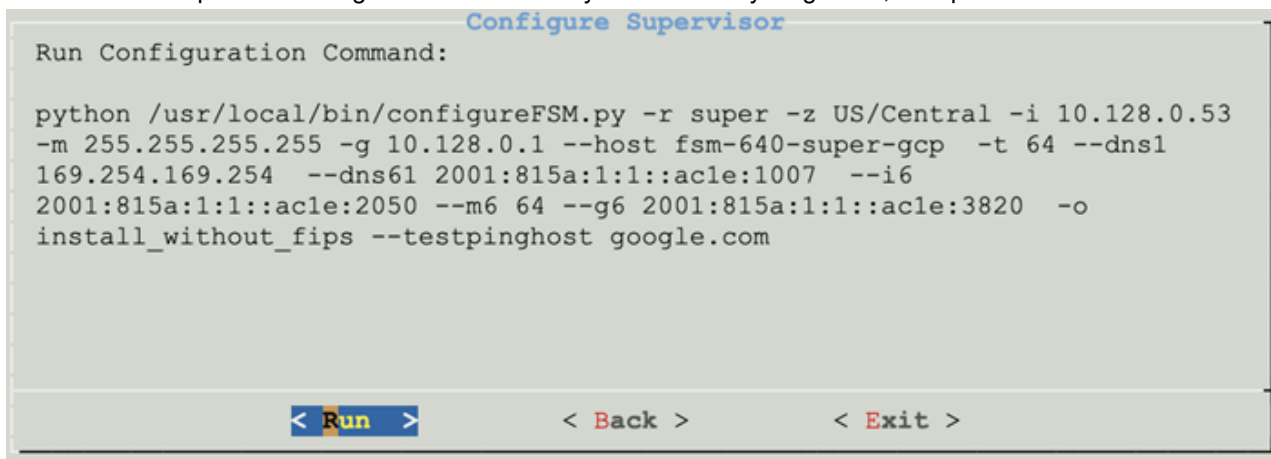 Configure Supervisor
Run Configuration Command:
python /usr/local/bin/configureFSM.py -r super -z US/Central -i 10.128.0.53
-m 255.255.255.255 -g 10.128.0.1 --host fsm-640-super-gcp -t 64 --dns1
169.254.169.254 --dns61 2001:815a:1:1::ac1e:1007 --i6
2001:815a:1:1::ac1e:2050 --m6 64 --g6 2001:815a:1:1::ac1e:3820 -o
install_without_fips --testpinghost google.com
< Run > < Back > < Exit >